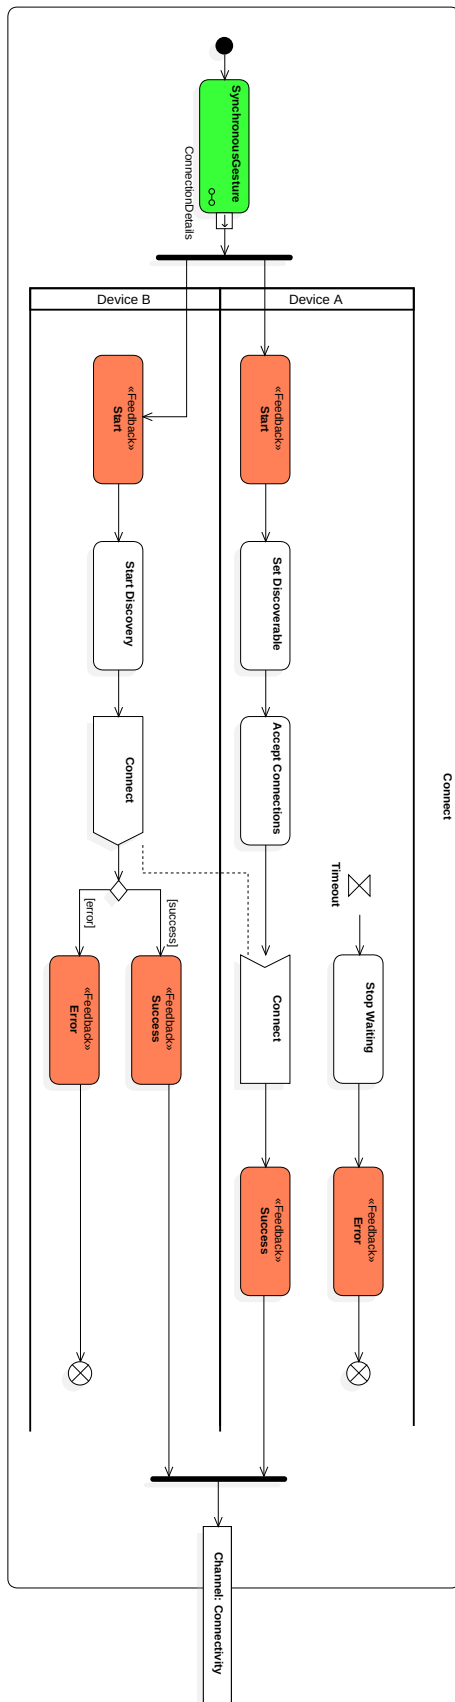 Connect
SynchronousGesture
ConnectionDetails
Device A
Timeout
Stop Waiting
«Feedback»
Error
«Feedback»
Start
Set Discoverable
Accept Connections
Connect
«Feedback»
Success
Device B
«Feedback»
Start
Start Discovery
Connect
[success]
«Feedback»
Success
[error]
«Feedback»
Error
Channel: Connectivity